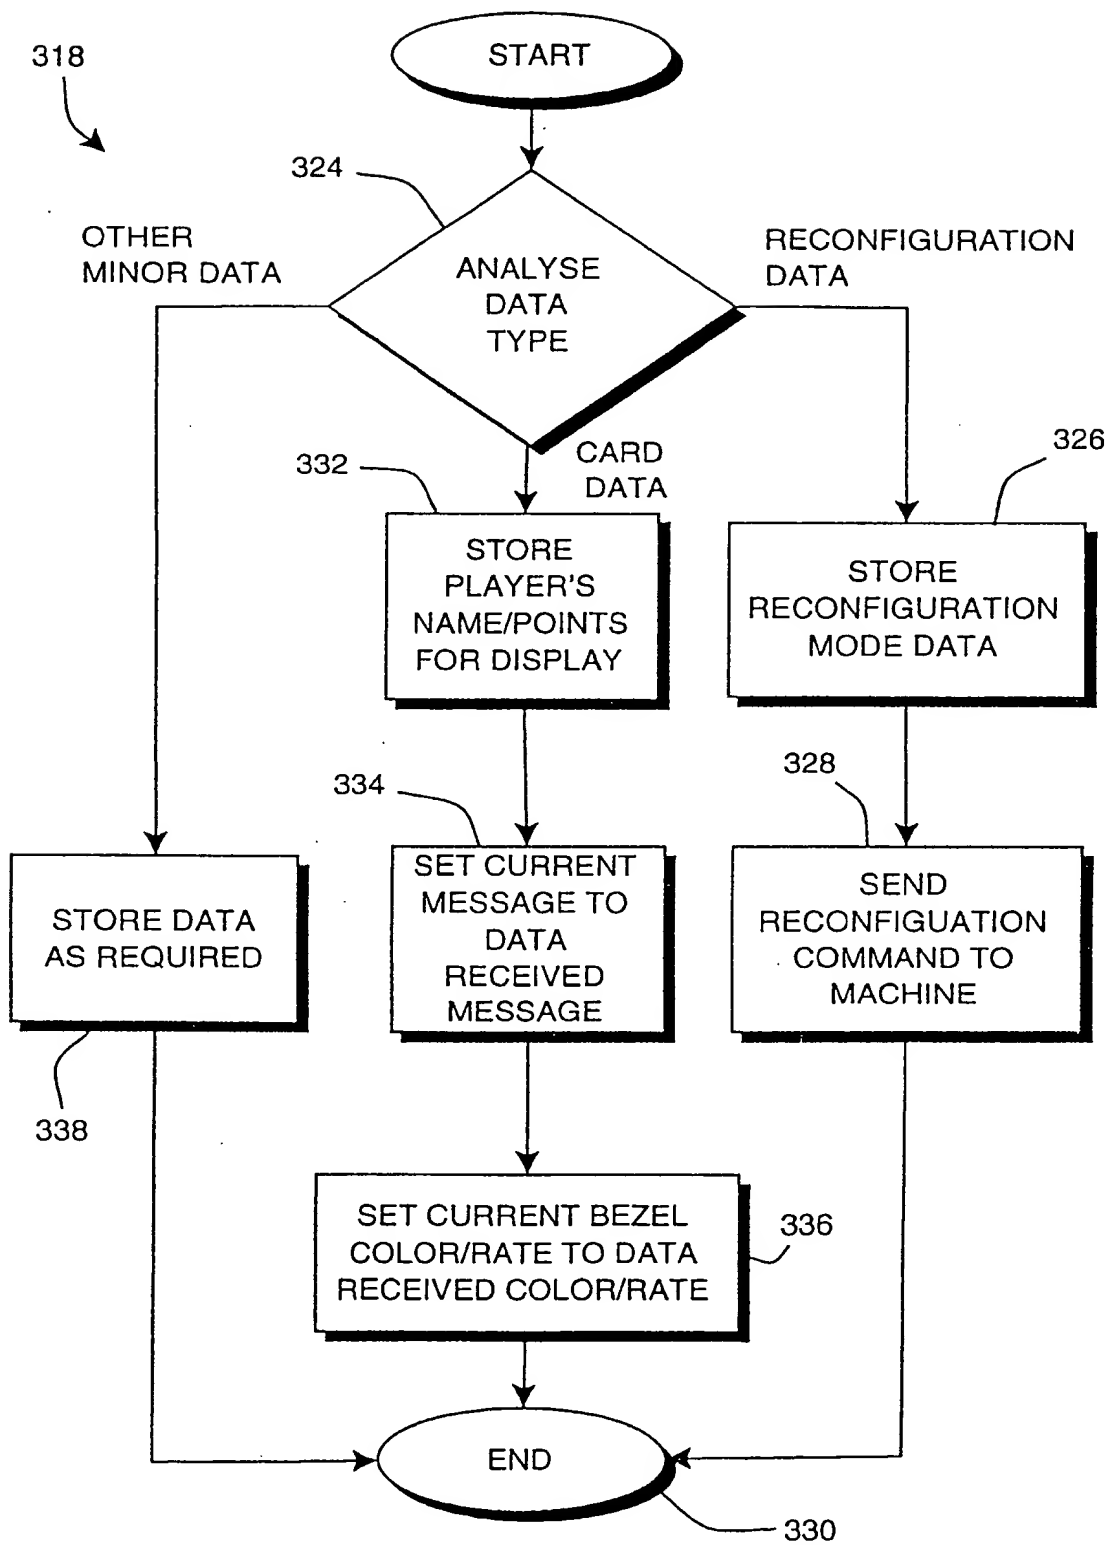 318
START
324
OTHER
MINOR DATA
ANALYSE
DATA
TYPE
RECONFIGURATION
DATA
332
CARD
DATA
326
STORE
PLAYER'S
NAME/POINTS
FOR DISPLAY
STORE
RECONFIGURATION
MODE DATA
334
328
STORE DATA
AS REQUIRED
SET CURRENT
MESSAGE TO
DATA
RECEIVED
MESSAGE
SEND
RECONFIGUATION
COMMAND TO
MACHINE
338
SET CURRENT BEZEL
COLOR/RATE TO DATA
RECEIVED COLOR/RATE
336
END
330